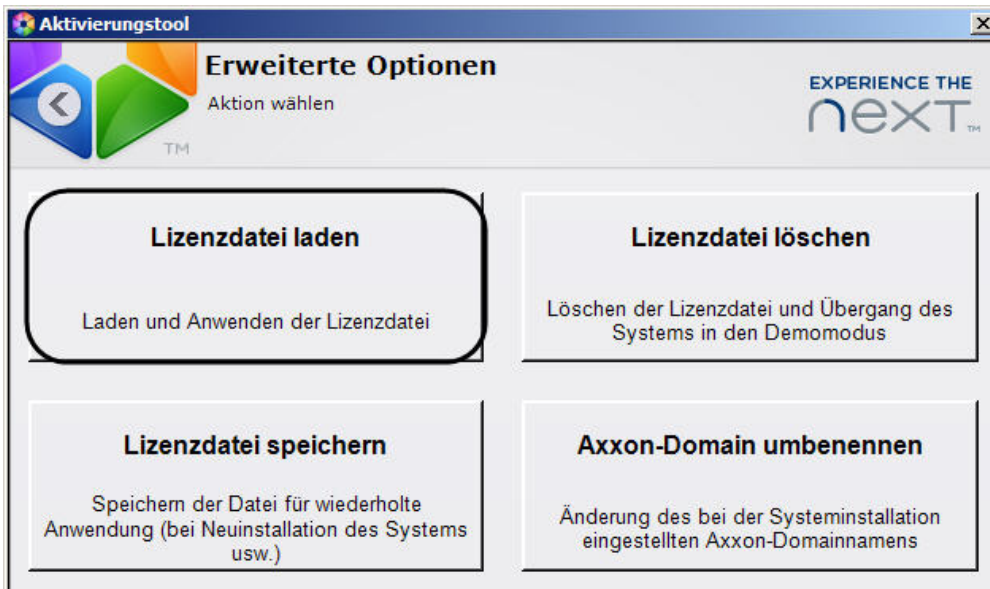 Aktivierungstool
Erweiterte Optionen
Aktion wählen
EXPERIENCE THE
next™
TM
Lizenzdatei laden
Laden und Anwenden der Lizenzdatei
Lizenzdatei löschen
Löschen der Lizenzdatei und Übergang des
Systems in den Demomodus
Lizenzdatei speichern
Speichern der Datei für wiederholte
Anwendung (bei Neuinstallation des Systems
usw.)
Axxon-Domain umbenennen
Änderung des bei der Systeminstallation
eingestellten Axxon-Domainnamens